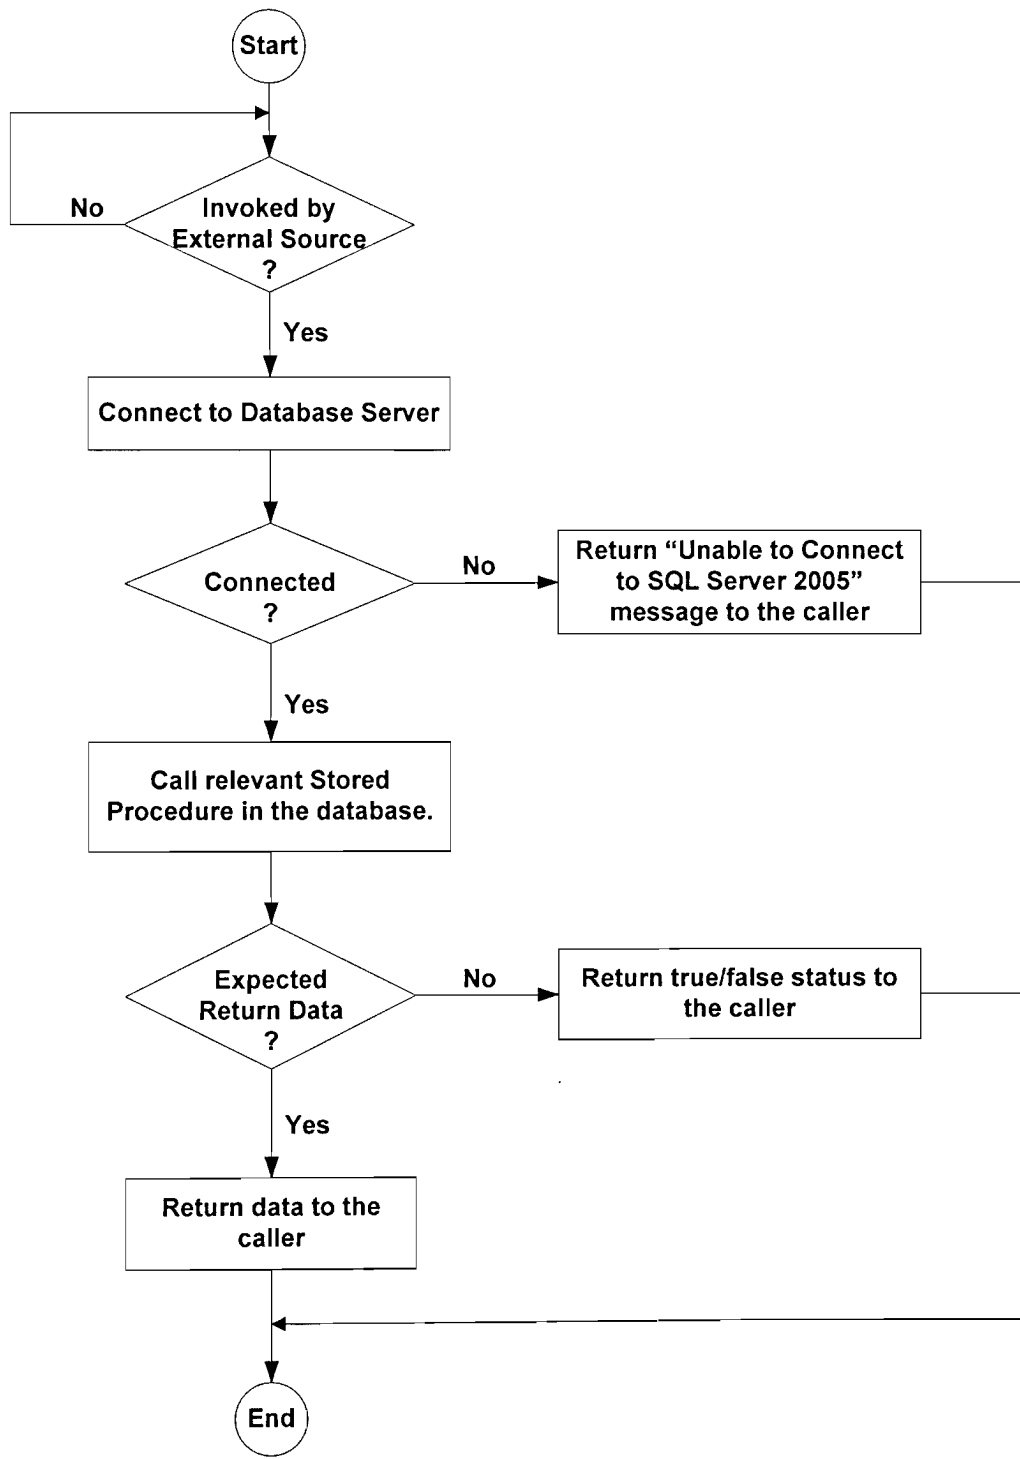 Start
No
Invoked by
External Source
?
Yes
Connect to Database Server
Connected
?
No
Return “Unable to Connect
to SQL Server 2005”
message to the caller
Yes
Call relevant Stored
Procedure in the database.
Expected
Return Data
?
No
Return true/false status to
the caller
Yes
Return data to the
caller
End